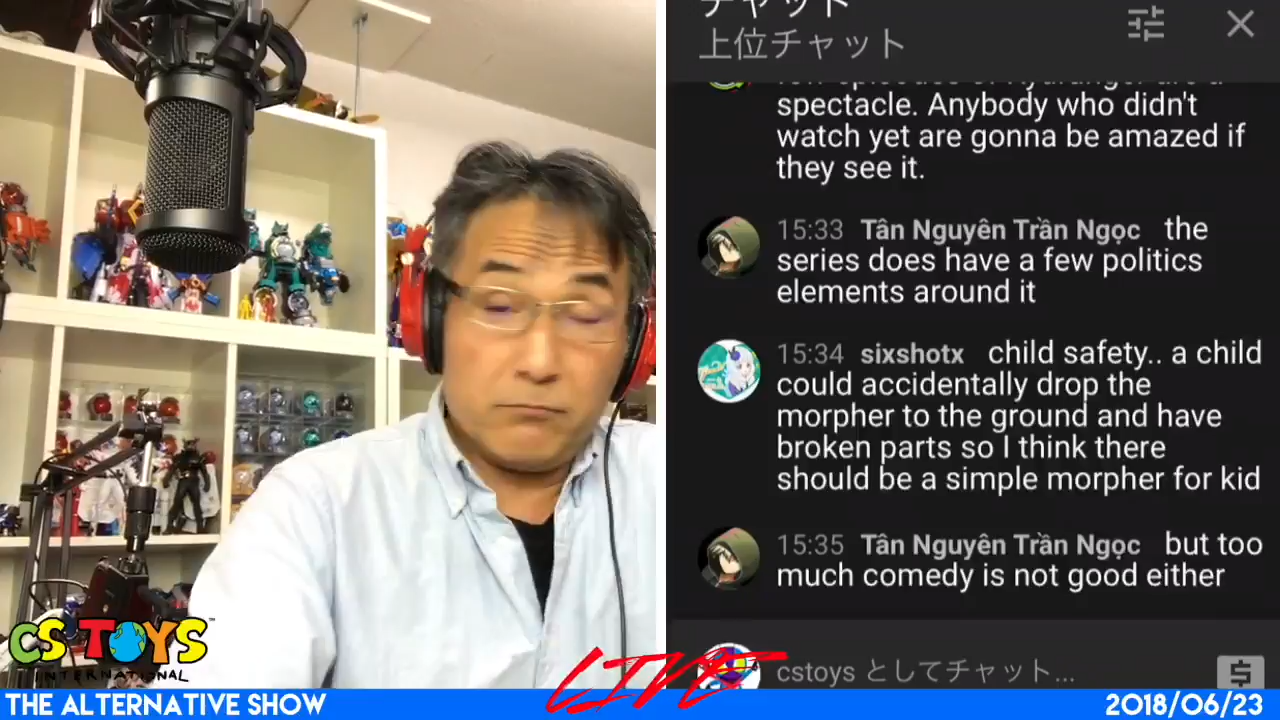 チャット
上位チャット
spectacle. Anybody who didn't
watch yet are gonna be amazed if
they see it.
15:33 Tân Nguyên Trần Ngọc the
series does have a few politics
elements around it
15:34 sixshotx child safety.. a child
could accidentally drop the
morpher to the ground and have
broken parts so I think there
should be a simple morpher for kid
15:35 Tân Nguyên Trần Ngọc but too
much comedy is not good either
cstoys としてチャット...
CS TOYS™
INTERNATIONAL
LIVE
THE ALTERNATIVE SHOW
2018/06/23